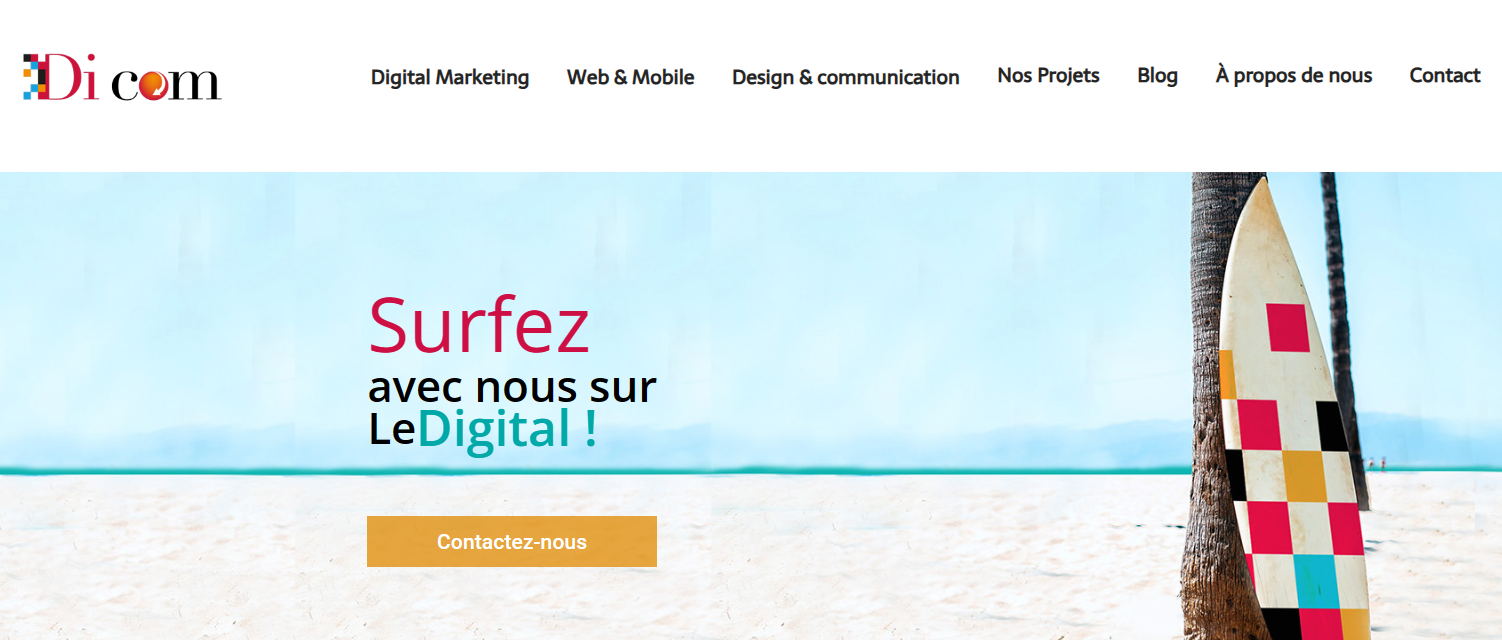 Di com
Digital Marketing
Web & Mobile
Design & communication
Nos Projets
Blog
À propos de nous
Contact
Surfez
avec nous sur
LeDigital !
Contactez-nous